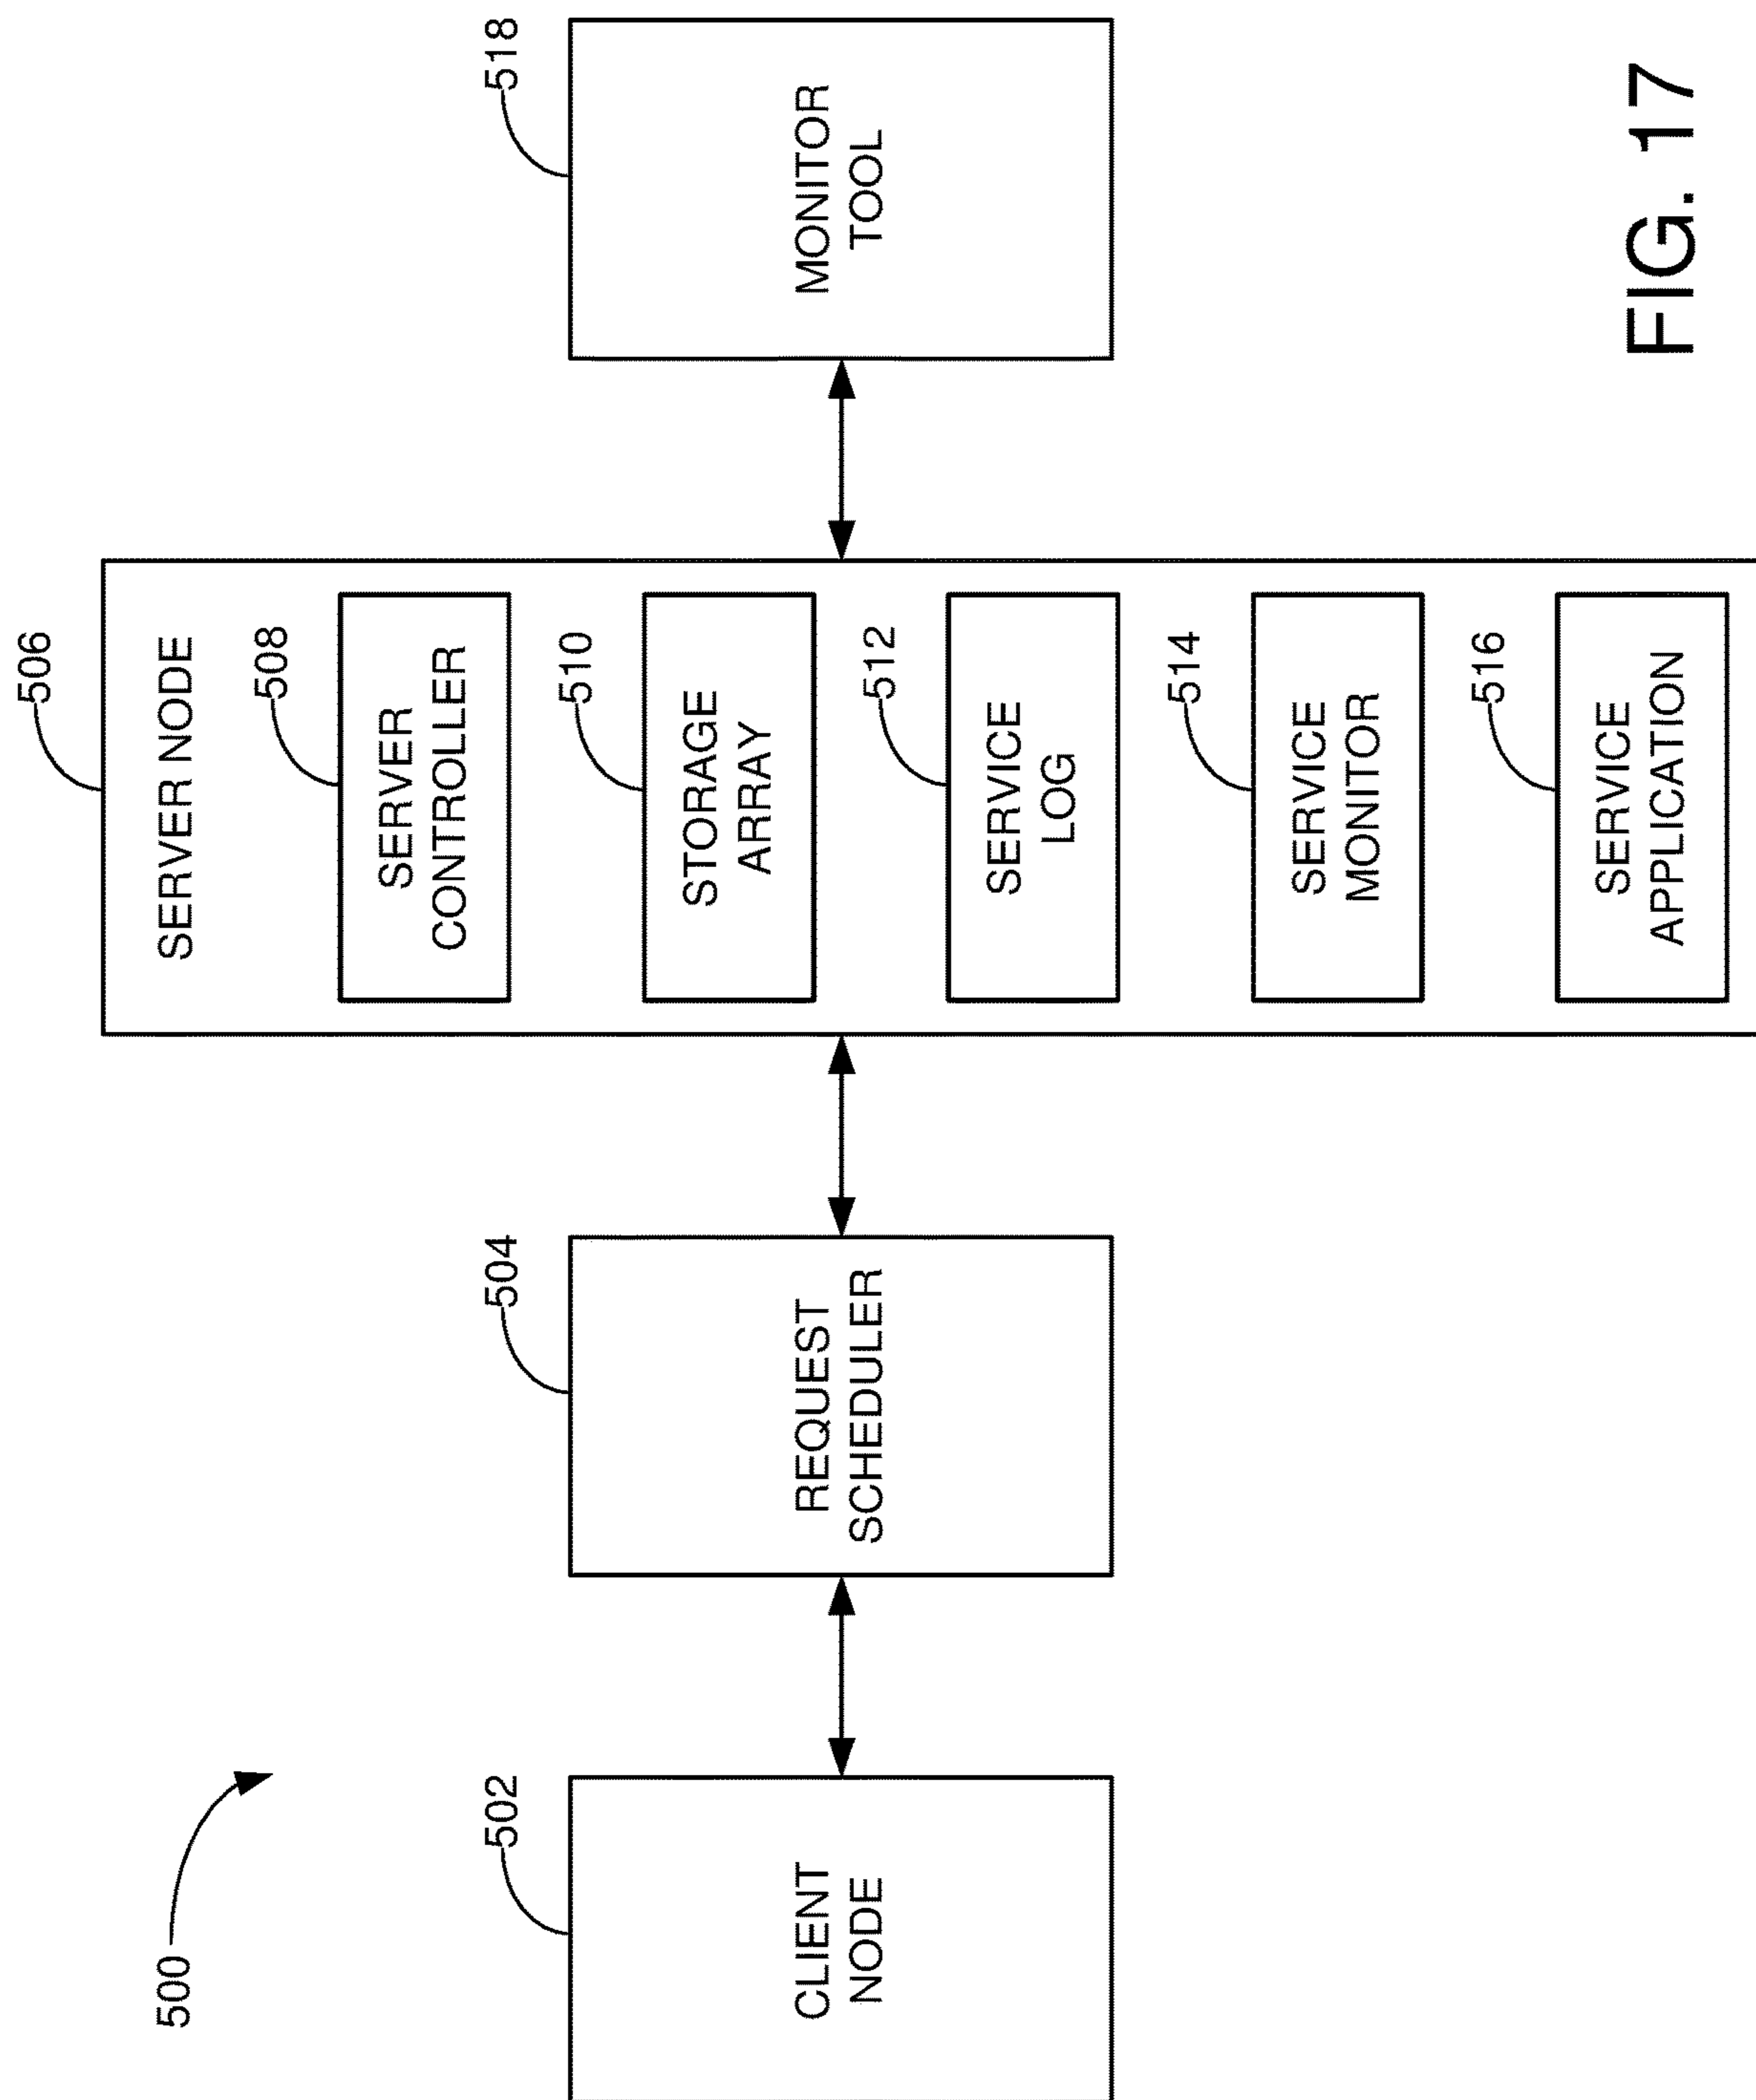 500
502
CLIENT
NODE
504
REQUEST
SCHEDULER
506
SERVER NODE
508
SERVER
CONTROLLER
510
STORAGE
ARRAY
512
SERVICE
LOG
514
SERVICE
MONITOR
516
SERVICE
APPLICATION
518
MONITOR
TOOL
FIG. 17